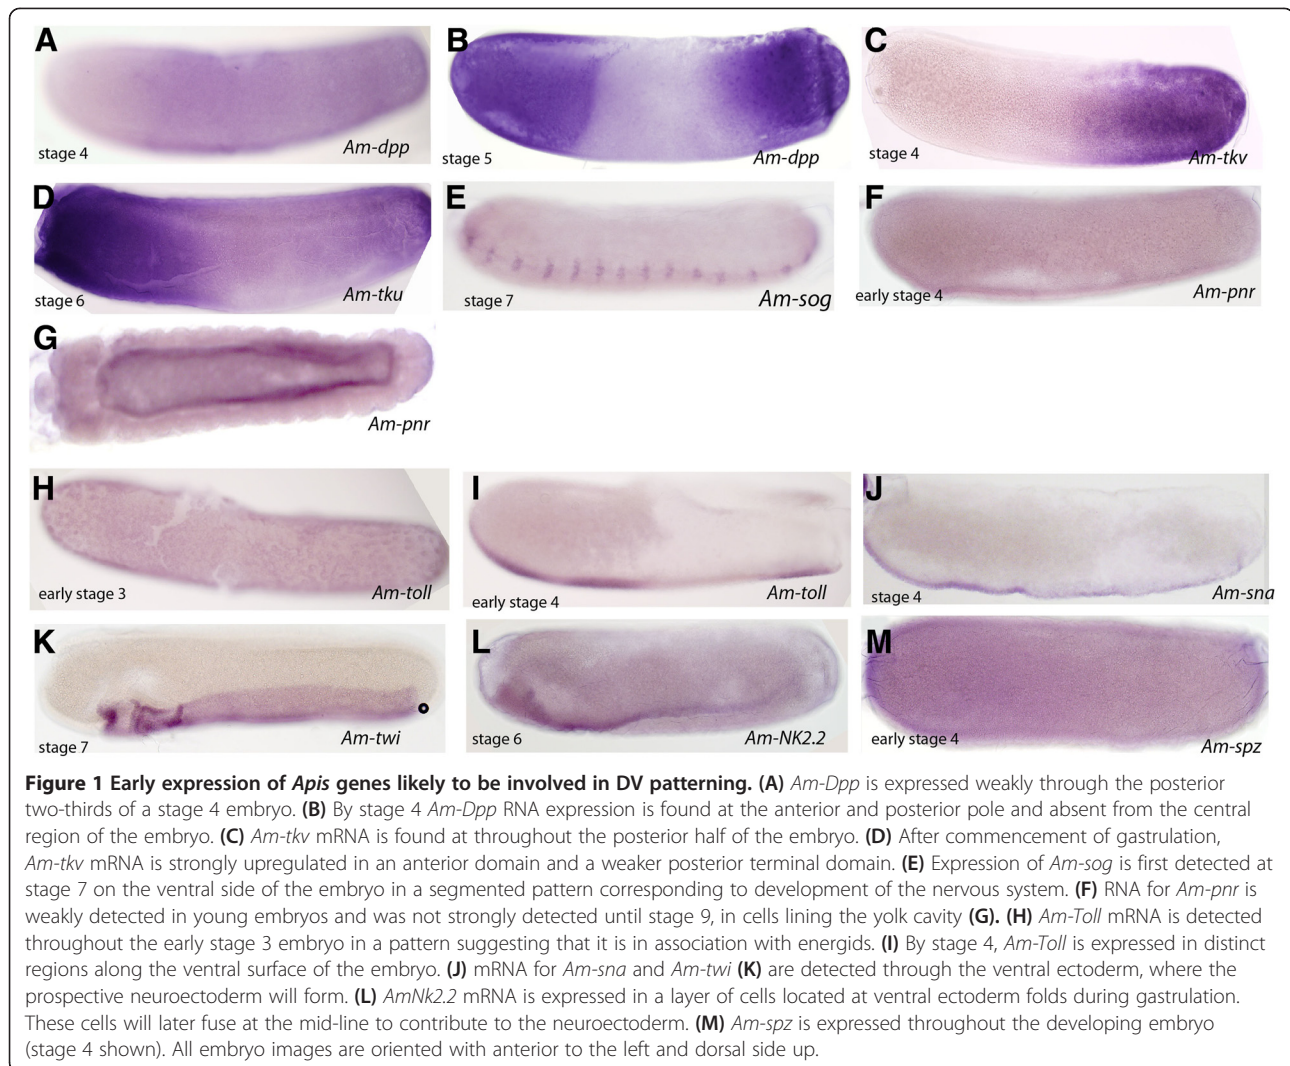 A
stage 4
Am-dpp
B
stage 5
Am-dpp
C
stage 4
Am-tkv
D
stage 6
Am-tku
E
stage 7
Am-sog
F
early stage 4
Am-pnr
G
Am-pnr
H
early stage 3
Am-toll
I
early stage 4
Am-toll
J
stage 4
Am-sna
K
stage 7
Am-twi
L
stage 6
Am-NK2.2
M
early stage 4
Am-spz
Figure 1 Early expression of Apis genes likely to be involved in DV patterning. (A) Am-Dpp is expressed weakly through the posterior
two-thirds of a stage 4 embryo. (B) By stage 4 Am-Dpp RNA expression is found at the anterior and posterior pole and absent from the central
region of the embryo. (C) Am-tkv mRNA is found at throughout the posterior half of the embryo. (D) After commencement of gastrulation,
Am-tkv mRNA is strongly upregulated in an anterior domain and a weaker posterior terminal domain. (E) Expression of Am-sog is first detected at
stage 7 on the ventral side of the embryo in a segmented pattern corresponding to development of the nervous system. (F) RNA for Am-pnr is
weakly detected in young embryos and was not strongly detected until stage 9, in cells lining the yolk cavity (G). (H) Am-Toll mRNA is detected
throughout the early stage 3 embryo in a pattern suggesting that it is in association with energids. (I) By stage 4, Am-Toll is expressed in distinct
regions along the ventral surface of the embryo. (J) mRNA for Am-sna and Am-twi (K) are detected through the ventral ectoderm, where the
prospective neuroectoderm will form. (L) AmNk2.2 mRNA is expressed in a layer of cells located at ventral ectoderm folds during gastrulation.
These cells will later fuse at the mid-line to contribute to the neuroectoderm. (M) Am-spz is expressed throughout the developing embryo
(stage 4 shown). All embryo images are oriented with anterior to the left and dorsal side up.